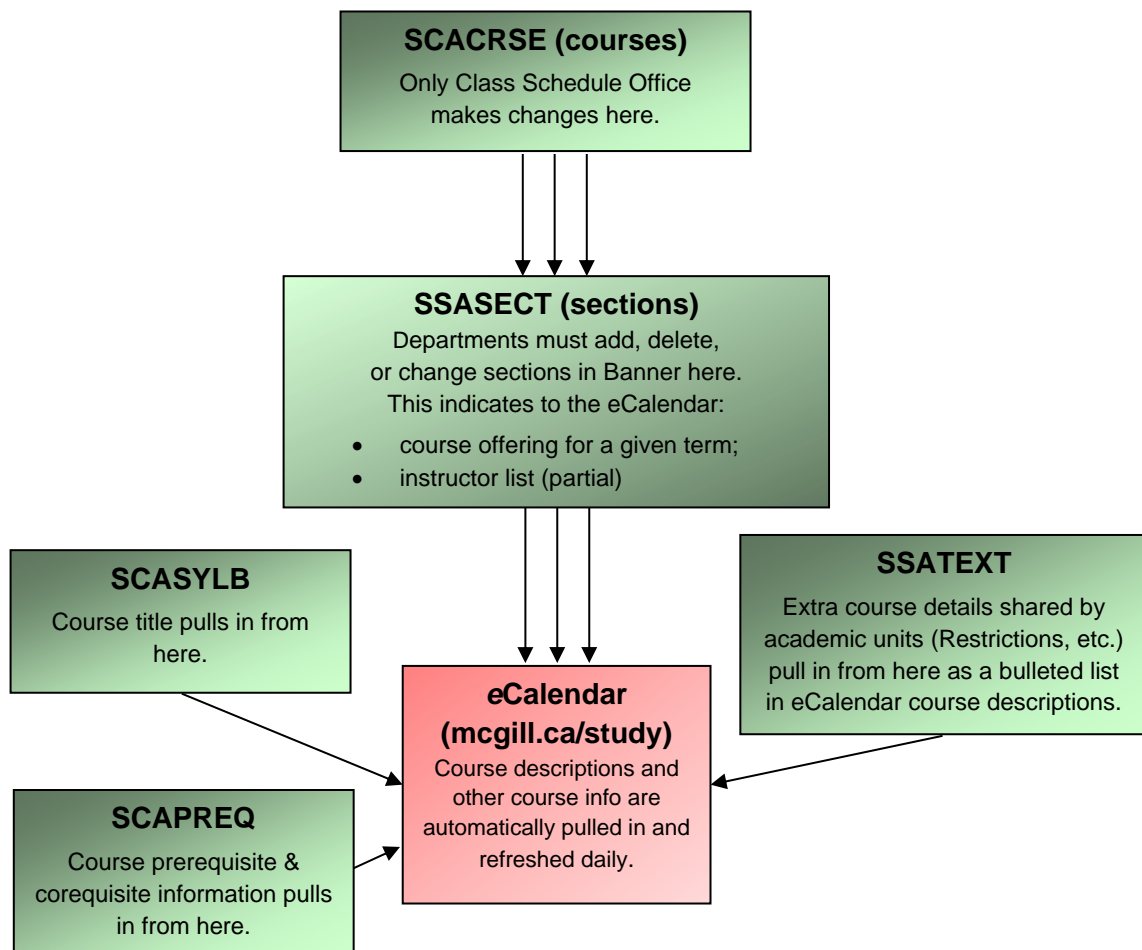 SCACRSE (courses)
Only Class Schedule Office
makes changes here.
SSASECT (sections)
Departments must add, delete,
or change sections in Banner here.
This indicates to the eCalendar:
• course offering for a given term;
• instructor list (partial)
SCASYLB
Course title pulls in from
here.
SSATEXT
Extra course details shared by
academic units (Restrictions, etc.)
pull in from here as a bulleted list
in eCalendar course descriptions.
eCalendar
(mcgill.ca/study)
Course descriptions and
other course info are
automatically pulled in and
refreshed daily.
SCAPREQ
Course prerequisite &
corequisite information pulls
in from here.